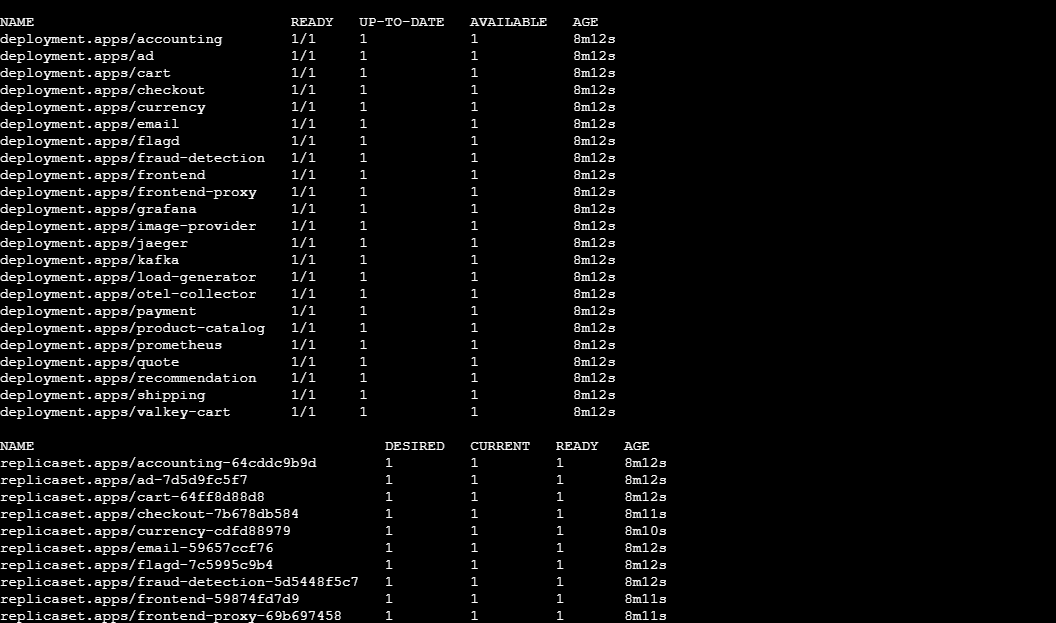 NAME READY UP-TO-DATE AVAILABLE AGE
deployment.apps/accounting 1/1 1 1 8m12s
deployment.apps/ad 1/1 1 1 8m12s
deployment.apps/cart 1/1 1 1 8m12s
deployment.apps/checkout 1/1 1 1 8m12s
deployment.apps/currency 1/1 1 1 8m12s
deployment.apps/email 1/1 1 1 8m12s
deployment.apps/flagd 1/1 1 1 8m12s
deployment.apps/fraud-detection 1/1 1 1 8m12s
deployment.apps/frontend 1/1 1 1 8m12s
deployment.apps/frontend-proxy 1/1 1 1 8m12s
deployment.apps/grafana 1/1 1 1 8m12s
deployment.apps/image-provider 1/1 1 1 8m12s
deployment.apps/jaeger 1/1 1 1 8m12s
deployment.apps/kafka 1/1 1 1 8m12s
deployment.apps/load-generator 1/1 1 1 8m12s
deployment.apps/otel-collector 1/1 1 1 8m12s
deployment.apps/payment 1/1 1 1 8m12s
deployment.apps/product-catalog 1/1 1 1 8m12s
deployment.apps/prometheus 1/1 1 1 8m12s
deployment.apps/quote 1/1 1 1 8m12s
deployment.apps/recommendation 1/1 1 1 8m12s
deployment.apps/shipping 1/1 1 1 8m12s
deployment.apps/valkey-cart 1/1 1 1 8m12s
NAME DESIRED CURRENT READY AGE
replicaset.apps/accounting-64cddc9b9d 1 1 1 8m12s
replicaset.apps/ad-7d5d9fc5f7 1 1 1 8m12s
replicaset.apps/cart-64ff8d88d8 1 1 1 8m12s
replicaset.apps/checkout-7b678db584 1 1 1 8m11s
replicaset.apps/currency-cdfd88979 1 1 1 8m10s
replicaset.apps/email-59657ccf76 1 1 1 8m12s
replicaset.apps/flagd-7c5995c9b4 1 1 1 8m12s
replicaset.apps/fraud-detection-5d5448f5c7 1 1 1 8m12s
replicaset.apps/frontend-59874fd7d9 1 1 1 8m11s
replicaset.apps/frontend-proxy-69b697458 1 1 1 8m11s